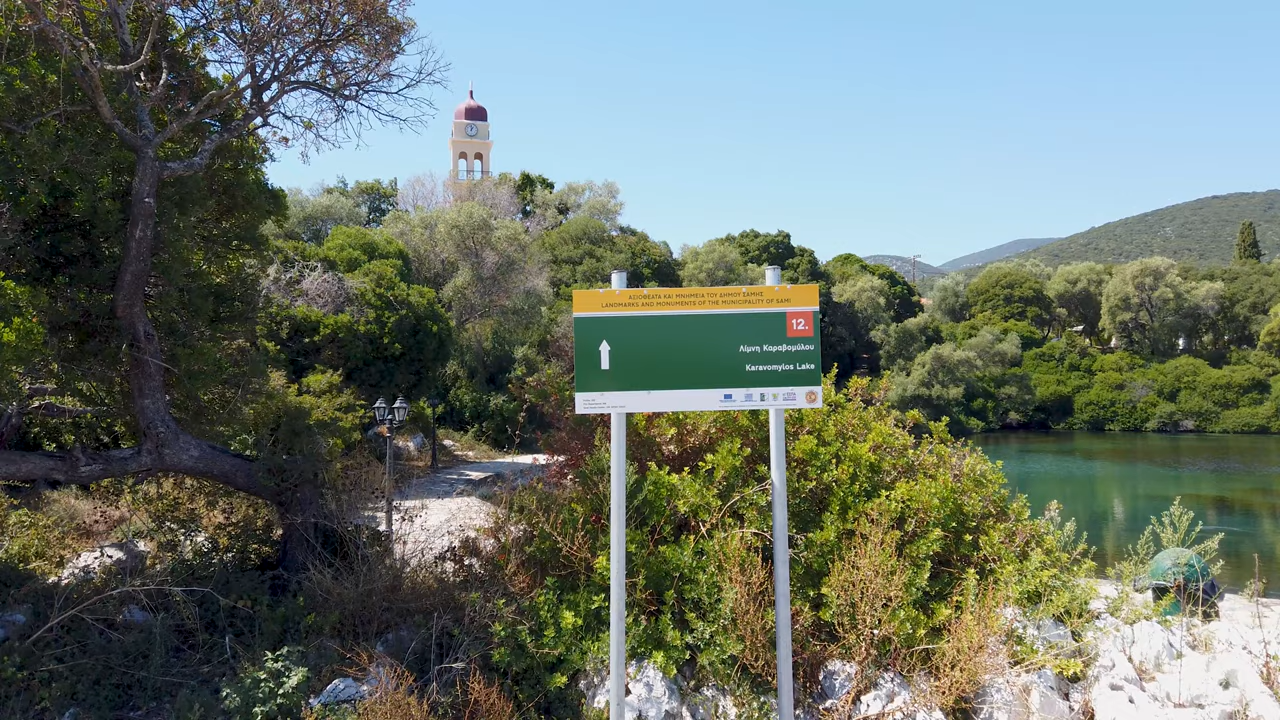 ΑΞΙΟΘΕΑΤΑ ΚΑΙ ΜΝΗΜΕΙΑ ΤΟΥ ΔΗΜΟΥ ΣΑΜΗΣ
LANDMARKS AND MONUMENTS OF THE MUNICIPALITY OF SAMI
12.
Λίμνη Καραβομύλου
Karavomylos Lake